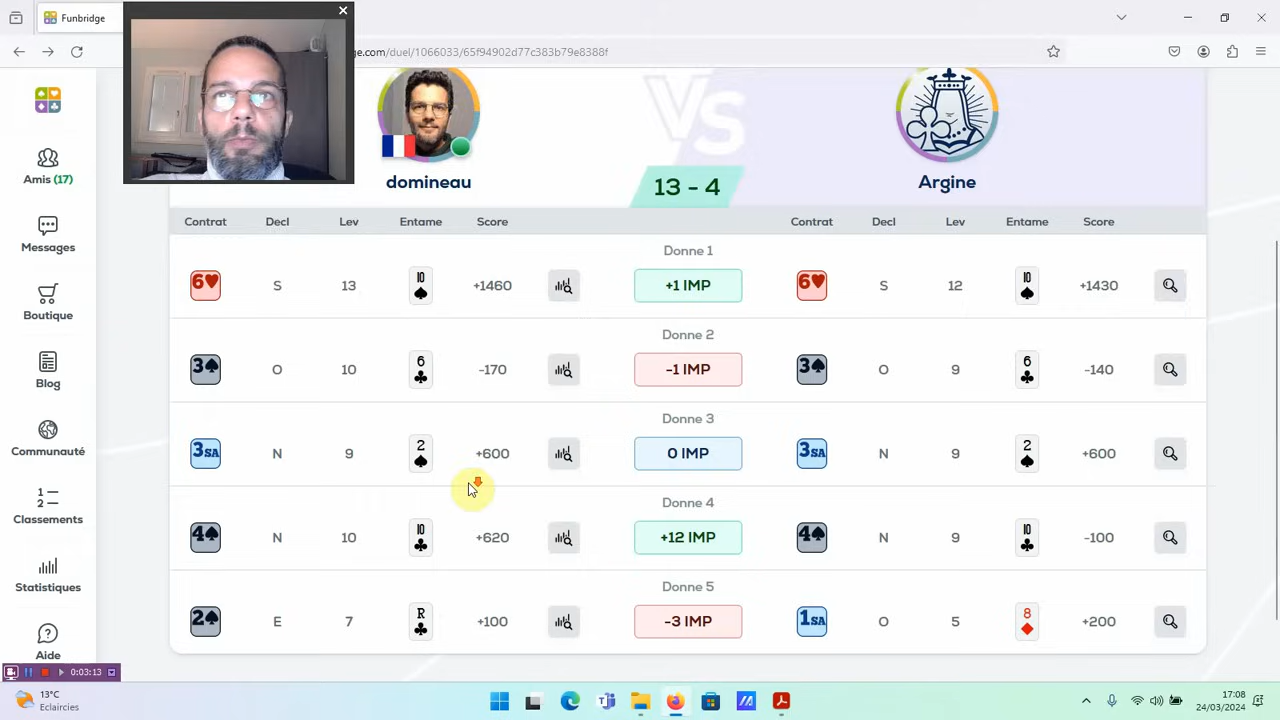 Funbridge
ge.com/duel/1066033/65f94902d77c383b79e8388f
Amis (17)
Messages
Boutique
Blog
Communauté
1
2
Classements
Statistiques
Aide
VS
domineau
13 - 4
Argine
Contrat Decl Lev Entame Score Contrat Decl Lev Entame Score
Donne 1
6♥ S 13 10♠ +1460 +1 IMP 6♥ S 12 10♠ +1430
Donne 2
3♠ O 10 6♣ -170 -1 IMP 3♠ O 9 6♣ -140
Donne 3
3SA N 9 2♠ +600 0 IMP 3SA N 9 2♠ +600
Donne 4
4♠ N 10 10♣ +620 +12 IMP 4♠ N 9 10♣ -100
Donne 5
2♠ E 7 R♣ +100 -3 IMP 1SA O 5 8♦ +200
0:03:13
13°C
Eclaircies
17:08
24/03/2024